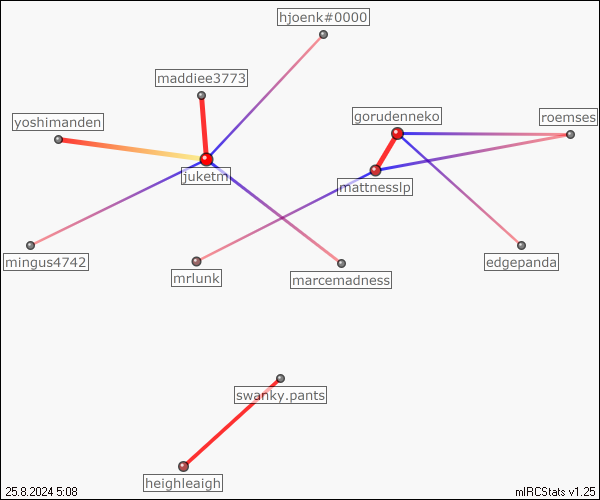 hjoenk#0000
maddiee3773
gorudenneko
roemses
yoshimanden
juketm
mattnesslp
mingus4742
mrlunk
marcemadness
edgepanda
swanky.pants
heighleaigh
25.8.2024 5:08
mIRCStats v1.25